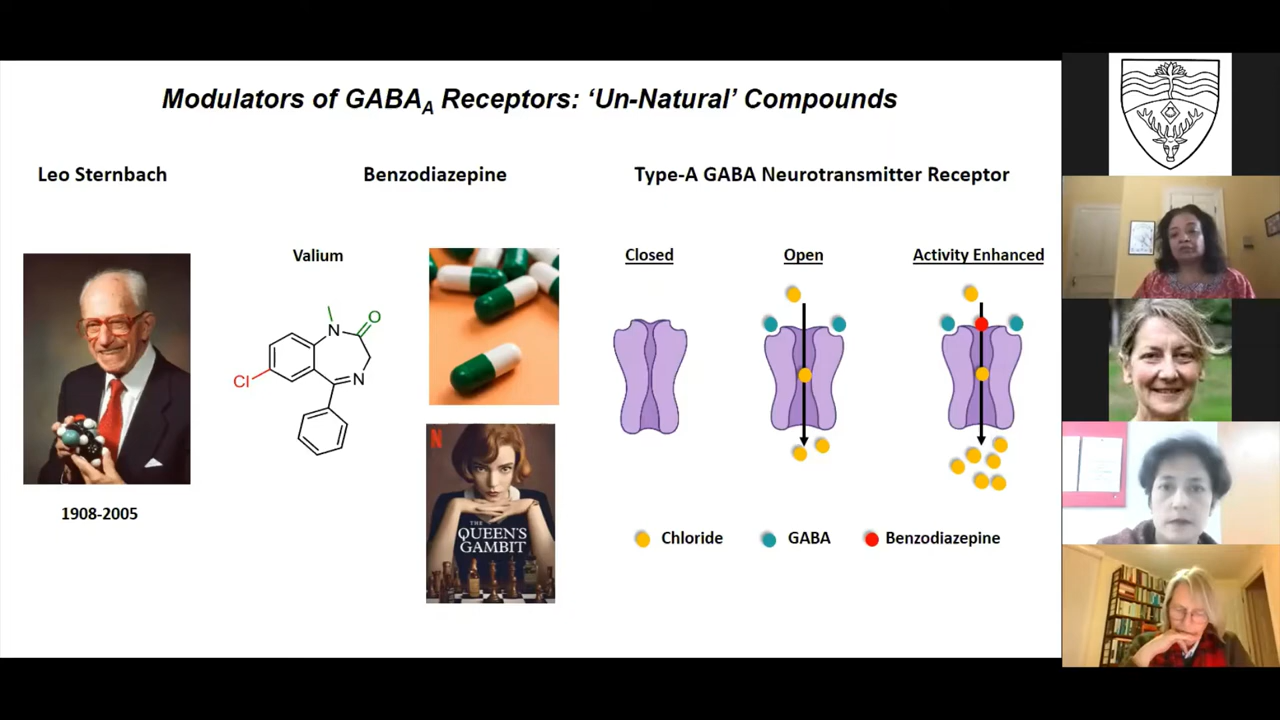 Modulators of GABAA Receptors: ‘Un-Natural’ Compounds
Leo Sternbach
Benzodiazepine
Type-A GABA Neurotransmitter Receptor
Valium
Closed
Open
Activity Enhanced
N
O
Cl
N
N
THE
QUEEN'S
GAMBIT
1908-2005
Chloride
GABA
Benzodiazepine